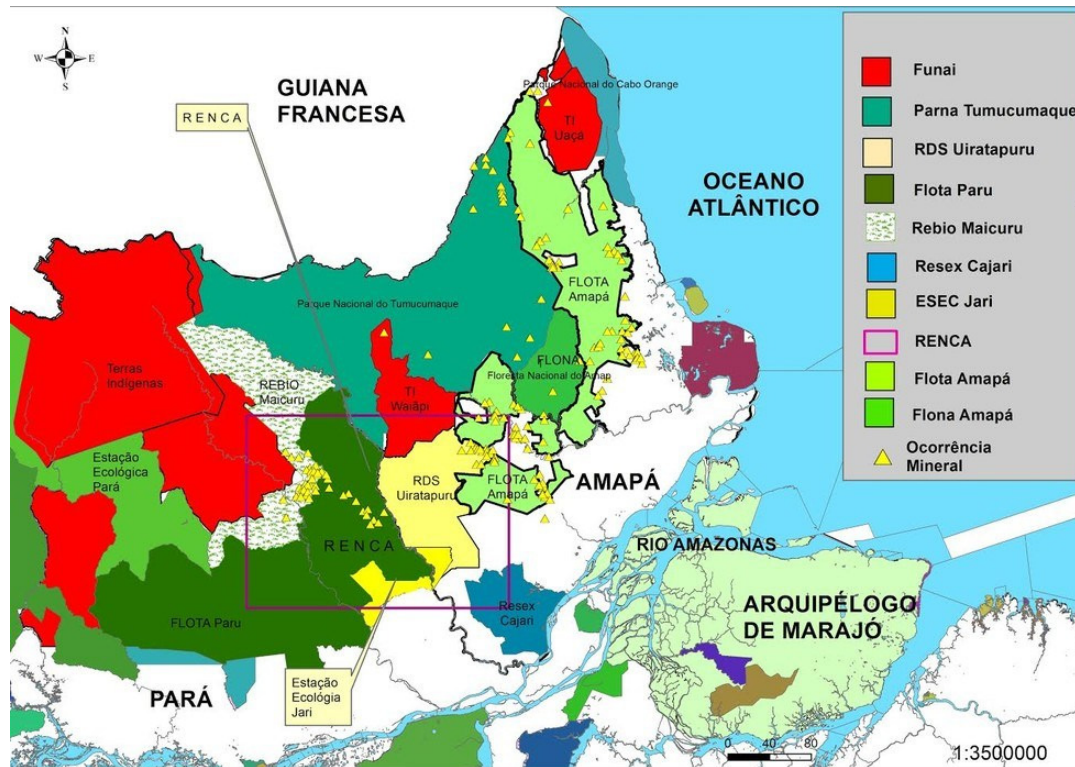 N
W E
S
GUIANA
FRANCESA
RENCA
Parque Nacional do Cabo Orange
TI
Uaçá
OCEANO
ATLÂNTICO
FLOTA
Amapá
Parque Nacional do Tumucumaque
FLONA
Floresta Nacional do Amap
Terras
Indígenas
REBIO
Maicuru
TI
Waiãpi
Estação
Ecológica
Pará
RDS
Uiratapuru
FLOTA
Amapá
AMAPÁ
RENCA
RIO AMAZONAS
Resex
Cajari
ARQUIPÉLOGO
DE MARAJÓ
FLOTA Paru
PARÁ
Estação
Ecológia
Jari
0 40 80
1:3500000
Funai
Parna Tumucumaque
RDS Uiratapuru
Flota Paru
Rebio Maicuru
Resex Cajari
ESEC Jari
RENCA
Flota Amapá
Flona Amapá
Ocorrência
Mineral